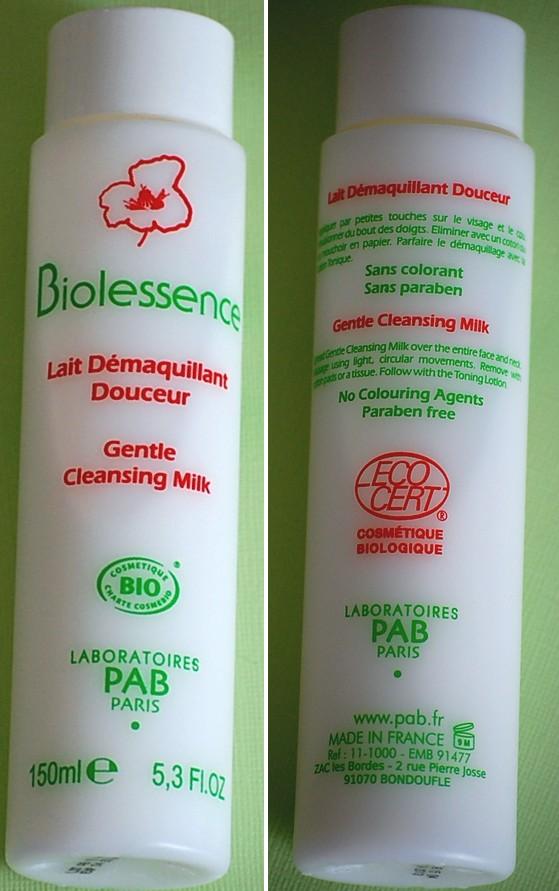 Biolessence
Lait Démaquillant
Douceur
Gentle
Cleansing Milk
COSMETIQUE
BIO
CHARTE COSMEBIO
LABORATOIRES
PAB
PARIS
150ml e 5,3 Fl.OZ
Lait Démaquillant Douceur
par petites touches sur le visage et le
du bout des doigts. Eliminer avec un coton
mouchoir en papier. Parfaire le démaquillage avec
Tonique.
Sans colorant
Sans paraben
Gentle Cleansing Milk
Gentle Cleansing Milk over the entire face and neck,
using light, circular movements. Remove with
pads or a tissue. Follow with the Toning Lotion.
No Colouring Agents
Paraben free
ECO
CERT®
COSMÉTIQUE
BIOLOGIQUE
LABORATOIRES
PAB
PARIS
www.pab.fr
MADE IN FRANCE 9M
Ref : 11-1000 - EMB 91477
ZAC les Bordes - 2 rue Pierre Josse
91070 BONDOUFLE